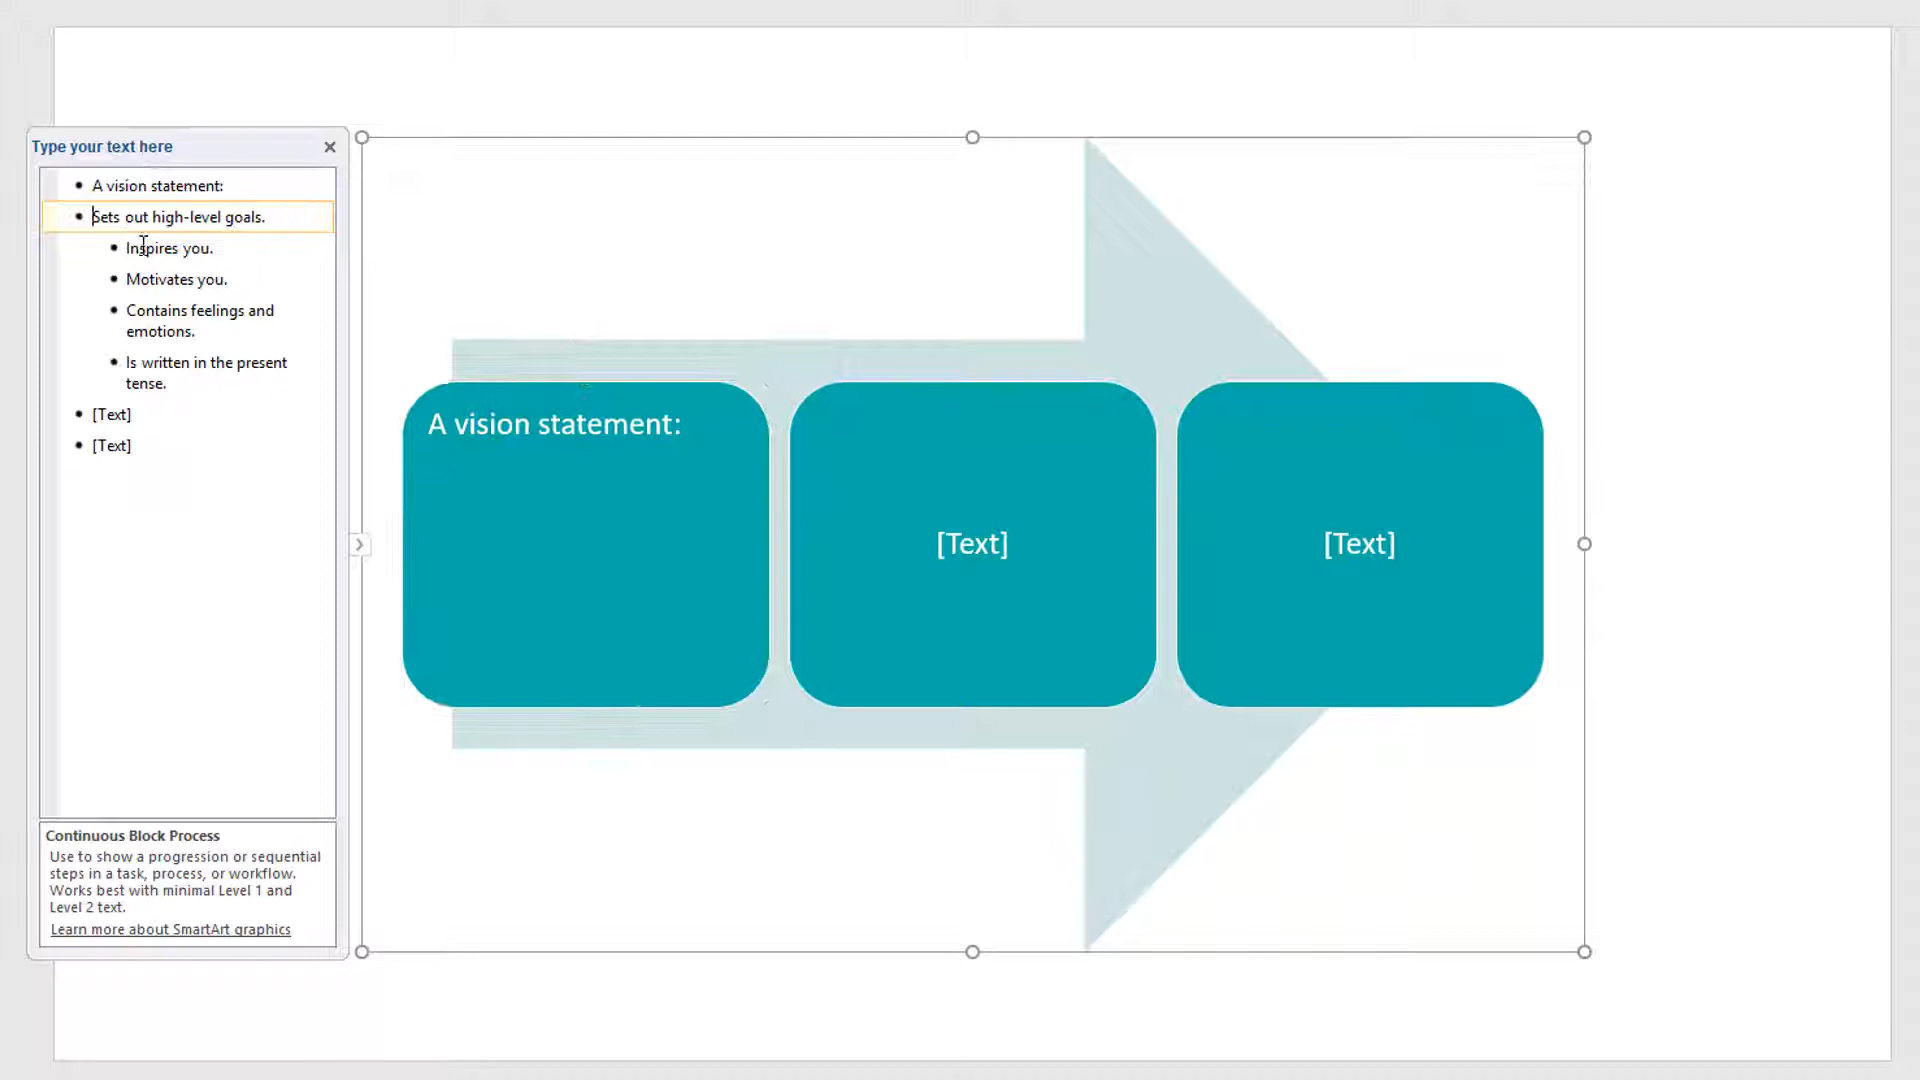 Type your text here
A vision statement:
Sets out high-level goals.
Inspires you.
Motivates you.
Contains feelings and
emotions.
Is written in the present
tense.
[Text]
[Text]
Continuous Block Process
Use to show a progression or sequential
steps in a task, process, or workflow.
Works best with minimal Level 1 and
Level 2 text.
Learn more about SmartArt graphics
A vision statement:
[Text]
[Text]